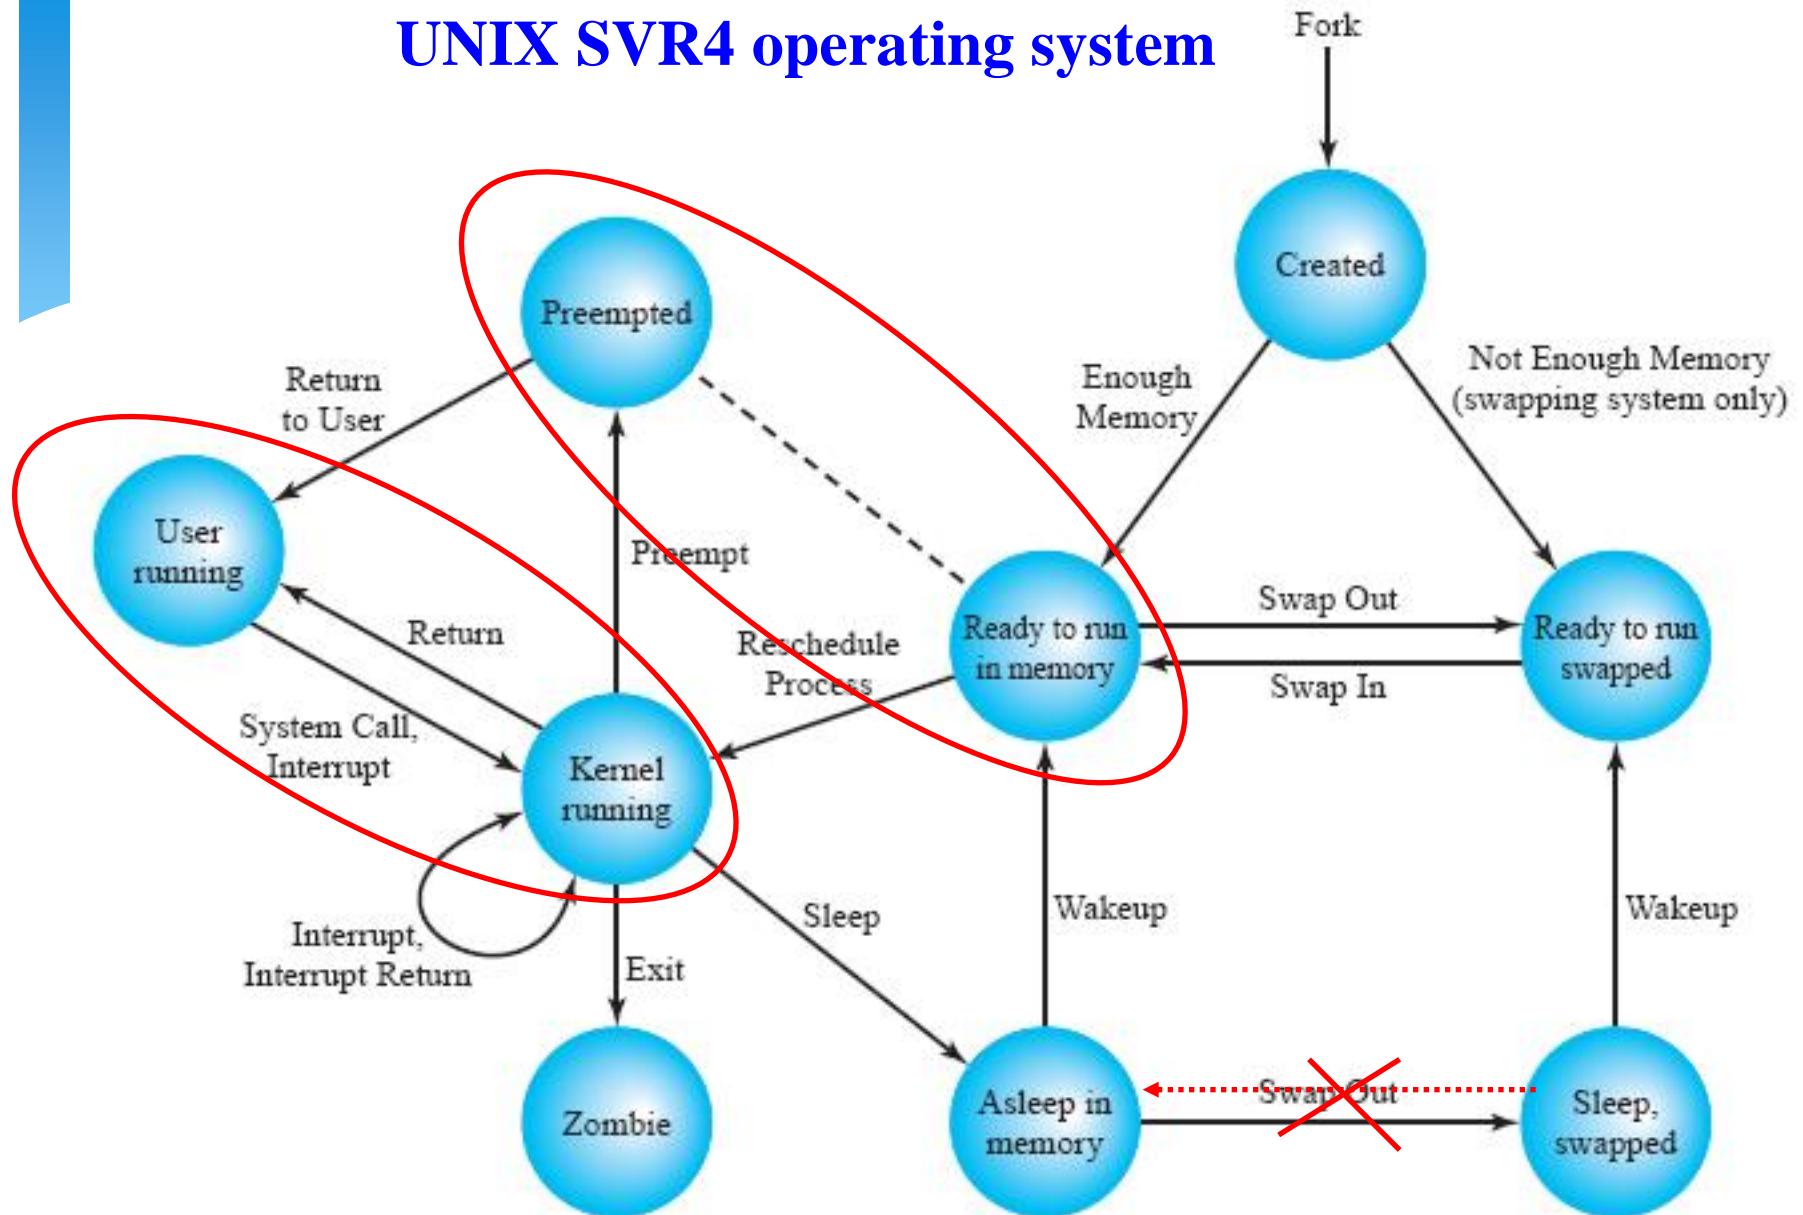 UNIX SVR4 operating system
Fork
Created
Preempted
Not Enough Memory
(swapping system only)
Enough
Memory
Return
to User
User
running
Preempt
Return
Reschedule
Process
Ready to run
in memory
Swap Out
Swap In
Ready to run
swapped
System Call,
Interrupt
Kernel
running
Sleep
Wakeup
Wakeup
Interrupt,
Interrupt Return
Exit
Zombie
Asleep in
memory
Swap Out
Sleep,
swapped